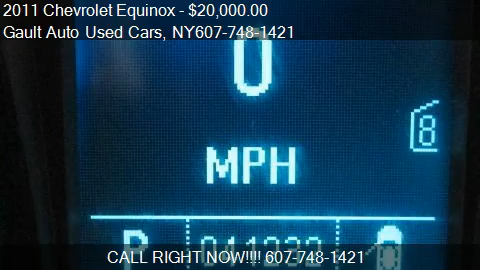 2011 Chevrolet Equinox - $20,000.00
Gault Auto Used Cars, NY607-748-1421
0
8
MPH
P
CALL RIGHT NOW!!!! 607-748-1421